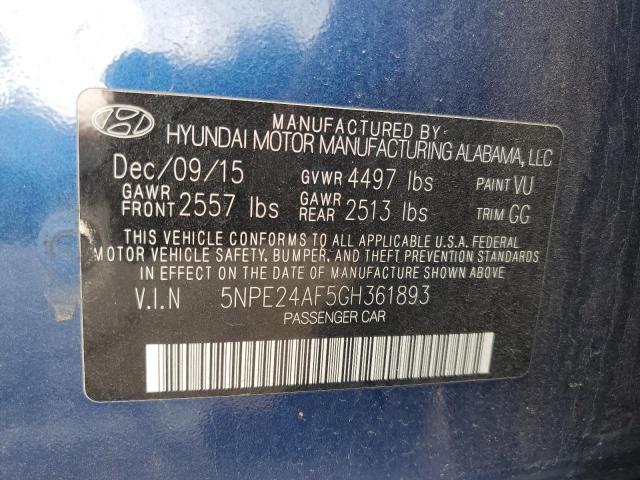 MANUFACTURED BY
HYUNDAI MOTOR MANUFACTURING ALABAMA, LLC
Dec/09/15 GVWR 4497 lbs PAINT VU
GAWR FRONT 2557 lbs GAWR REAR 2513 lbs TRIM GG
THIS VEHICLE CONFORMS TO ALL APPLICABLE U.S.A. FEDERAL
MOTOR VEHICLE SAFETY, BUMPER, AND THEFT PREVENTION STANDARDS
IN EFFECT ON THE DATE OF MANUFACTURE SHOWN ABOVE
V.I.N 5NPE24AF5GH361893
PASSENGER CAR